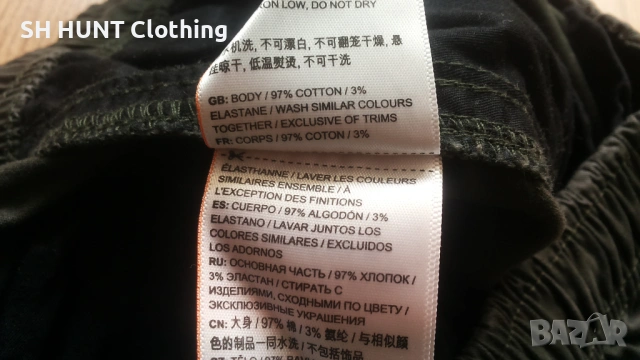 SH HUNT Clothing
IRON LOW, DO NOT DRY
机洗, 不可漂白, 不可翻笼干燥, 悬
挂晾干, 低温熨烫, 不可干洗
GB: BODY / 97% COTTON / 3%
ELASTANE / WASH SIMILAR COLOURS
TOGETHER / EXCLUSIVE OF TRIMS
FR: CORPS / 97% COTON / 3%
ÉLASTHANNE / LAVER LES COULEURS
SIMILAIRES ENSEMBLE / À
L'EXCEPTION DES FINITIONS
ES: CUERPO / 97% ALGODÓN / 3%
ELASTANO / LAVAR JUNTOS LOS
COLORES SIMILARES / EXCLUIDOS
LOS ADORNOS
RU: ОСНОВНАЯ ЧАСТЬ / 97% ХЛОПОК /
3% ЭЛАСТАН / СТИРАТЬ С
ИЗДЕЛИЯМИ, СХОДНЫМИ ПО ЦВЕТУ /
ЭКСКЛЮЗИВНЫЕ УКРАШЕНИЯ
CN: 大身 / 97% 棉 / 3% 氨纶 / 与相似颜
色的制品一同水洗 / 不包括饰品
BAZAR